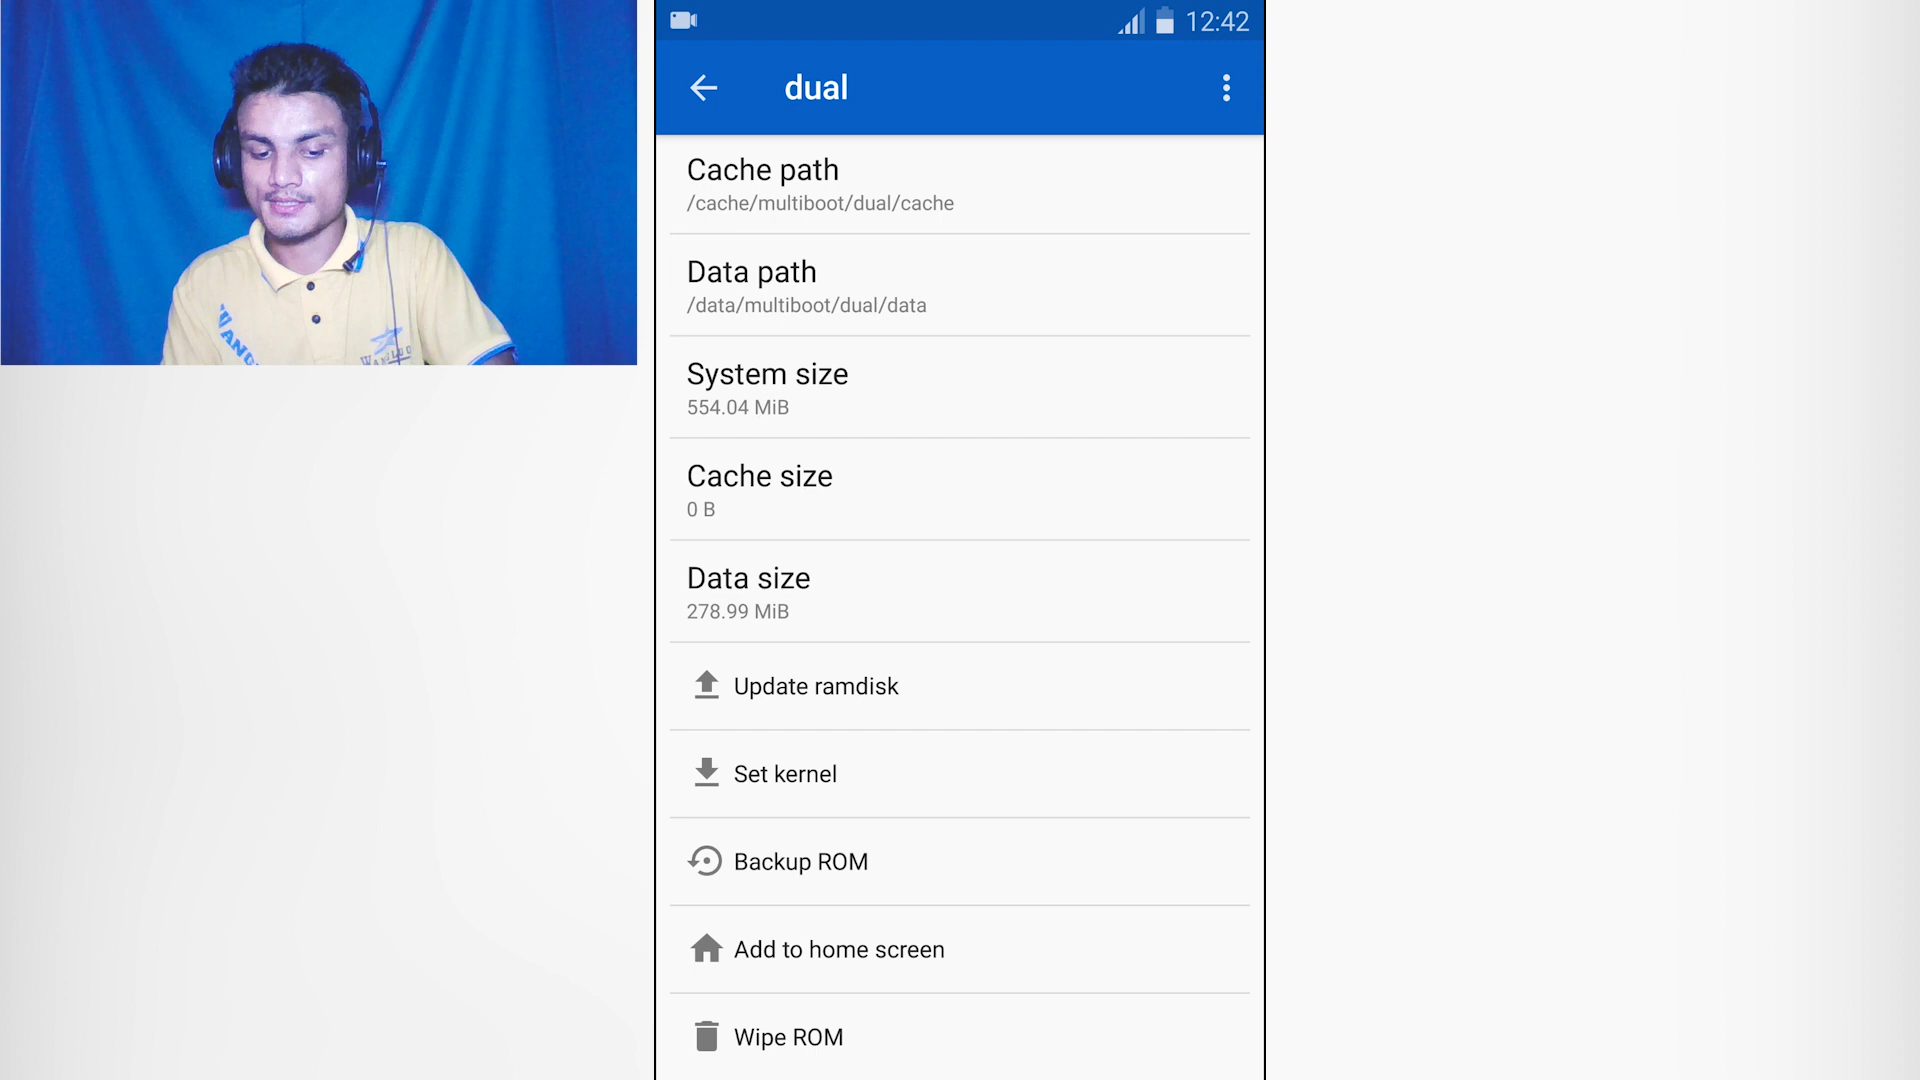 12:42
dual
Cache path
/cache/multiboot/dual/cache
Data path
/data/multiboot/dual/data
System size
554.04 MiB
Cache size
0 B
Data size
278.99 MiB
Update ramdisk
Set kernel
Backup ROM
Add to home screen
Wipe ROM